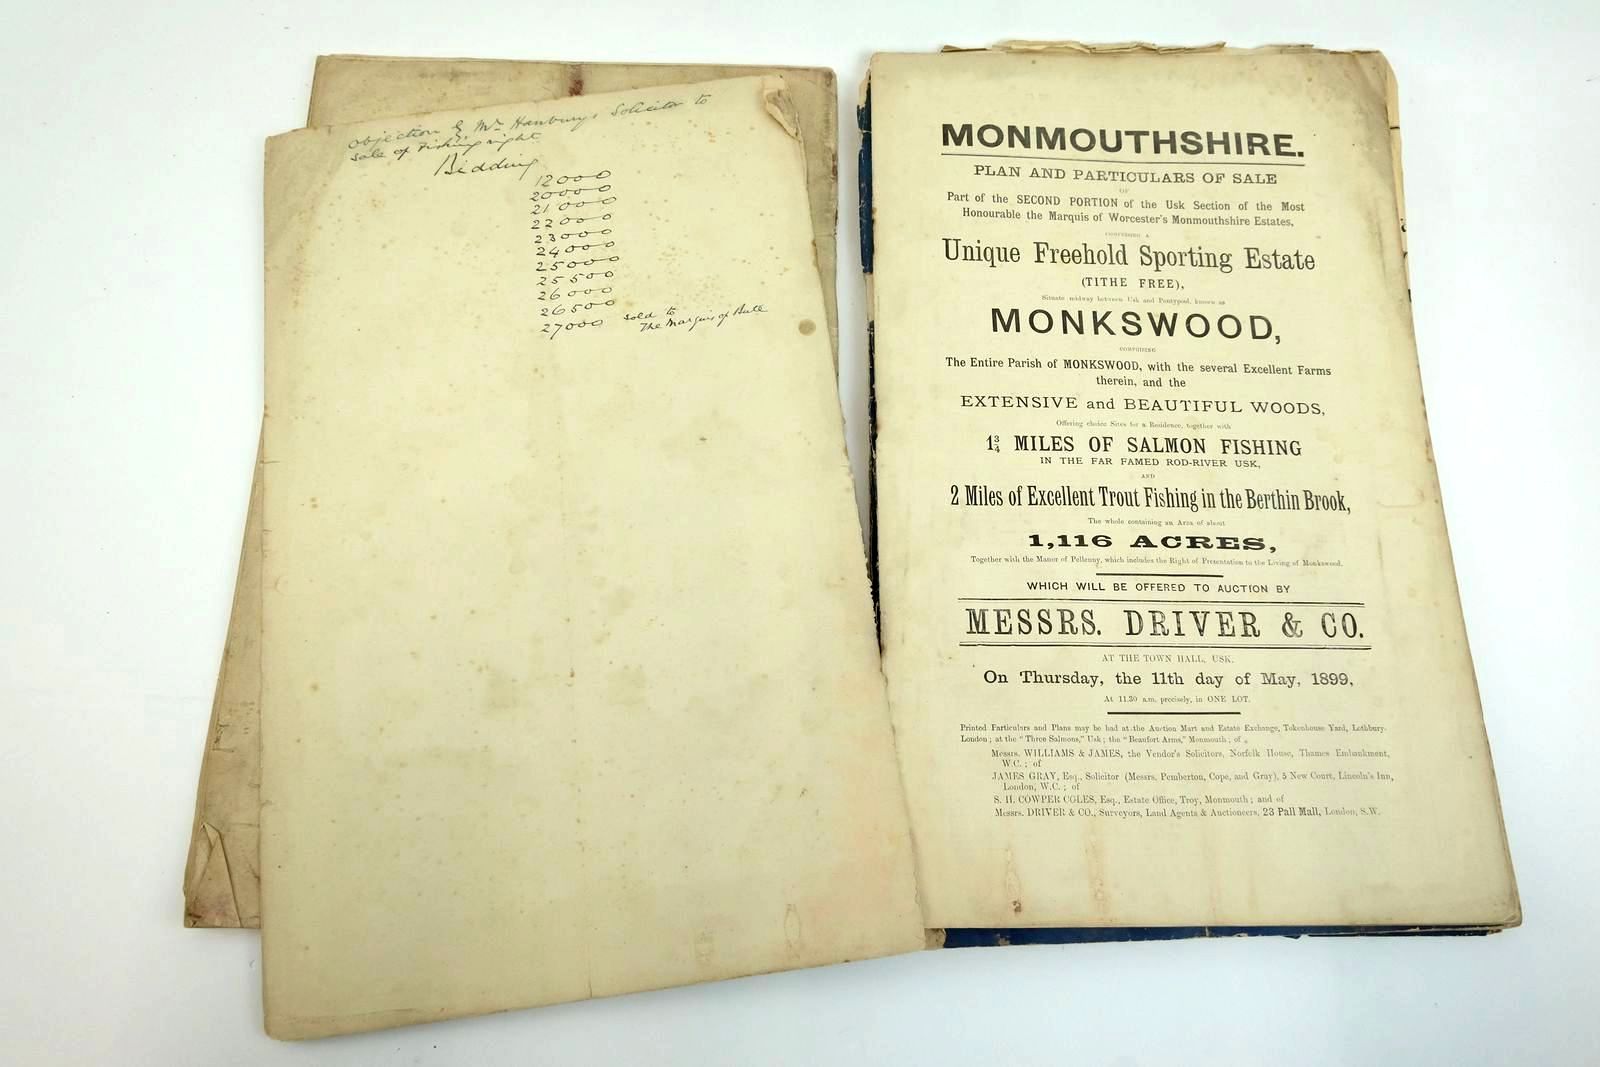 objection by Mr Hanburys Solicitor to
sale of Fishing right
Bidding
12000
20000
21000
22000
23000
24000
25000
25500
26000
26500
27000 sold to
The Marquis of Bute
MONMOUTHSHIRE.
PLAN AND PARTICULARS OF SALE
OF
Part of the SECOND PORTION of the Usk Section of the Most
Honourable the Marquis of Worcester's Monmouthshire Estates,
COMPRISING A
Unique Freehold Sporting Estate
(TITHE FREE),
Situate midway between Usk and Pontypool, known as
MONKSWOOD,
COMPRISING
The Entire Parish of MONKSWOOD, with the several Excellent Farms
therein, and the
EXTENSIVE and BEAUTIFUL WOODS,
Offering choice Sites for a Residence, together with
1¾ MILES OF SALMON FISHING
IN THE FAR FAMED ROD-RIVER USK,
AND
2 Miles of Excellent Trout Fishing in the Berthin Brook,
The whole containing an Area of about
1,116 ACRES,
Together with the Manor of Pellenny, which includes the Right of Presentation to the Living of Monkswood.
WHICH WILL BE OFFERED TO AUCTION BY
MESSRS. DRIVER & CO.
AT THE TOWN HALL, USK.
On Thursday, the 11th day of May, 1899,
At 11.30 a.m. precisely, in ONE LOT.
Printed Particulars and Plans may be had at the Auction Mart and Estate Exchange, Tokenhouse Yard, Lothbury,
London; at the "Three Salmons," Usk; the "Beaufort Arms," Monmouth; of
Messrs. WILLIAMS & JAMES, the Vendor's Solicitors, Norfolk House, Thames Embankment,
W.C.; of
JAMES GRAY, Esq., Solicitor (Messrs. Pemberton, Cope, and Gray), 5 New Court, Lincoln's Inn,
London, W.C.; of
S. H. COWPER COLES, Esq., Estate Office, Troy, Monmouth; and of
Messrs. DRIVER & CO., Surveyors, Land Agents & Auctioneers, 23 Pall Mall, London, S.W.